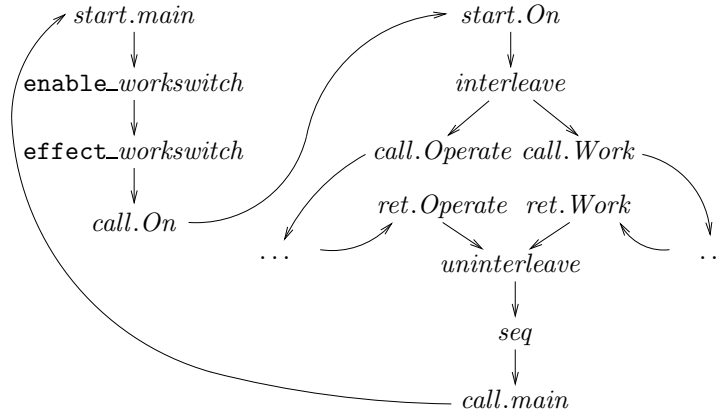 start.main
start.On
enable_workswitch
interleave
effect_workswitch
call.Operate call.Work
call.On
ret.Operate ret.Work
...
uninterleave
..
seq
call.main